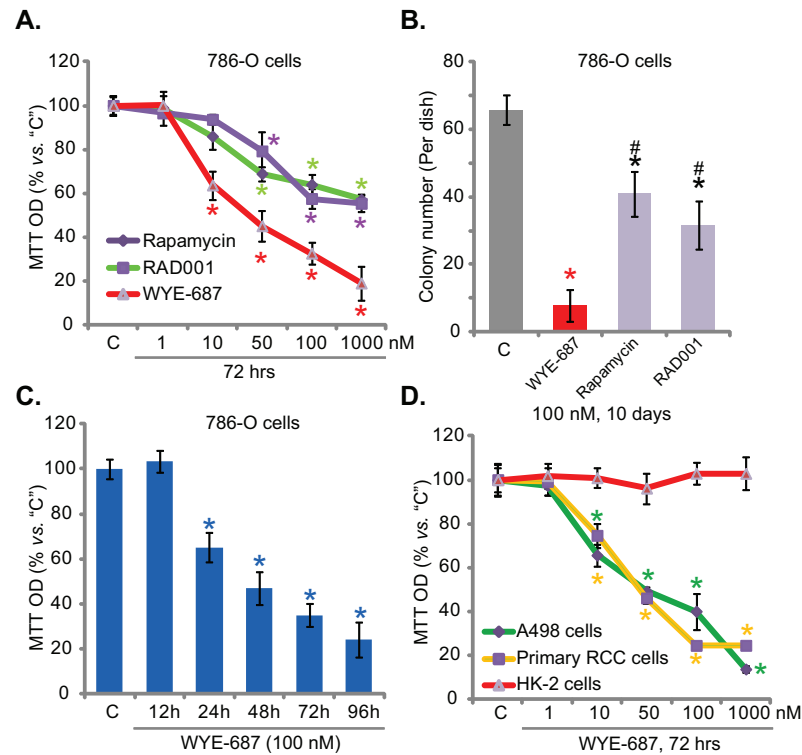 A.
786-O cells
MTT OD (% vs. “C”)
120
100
80
60
40
20
0
* * * * * * * * *
Rapamycin
RAD001
WYE-687
C 1 10 50 100 1000 nM
72 hrs
B.
786-O cells
Colony number (Per dish)
80
60
40
20
0
# #
* * *
C WYE-687 Rapamycin RAD001
100 nM, 10 days
C.
786-O cells
MTT OD (% vs. “C”)
120
100
80
60
40
20
0
* * * *
C 12h 24h 48h 72h 96h
WYE-687 (100 nM)
D.
MTT OD (% vs. “C”)
120
100
80
60
40
20
0
* * * * * * * *
A498 cells
Primary RCC cells
HK-2 cells
C 1 10 50 100 1000 nM
WYE-687, 72 hrs